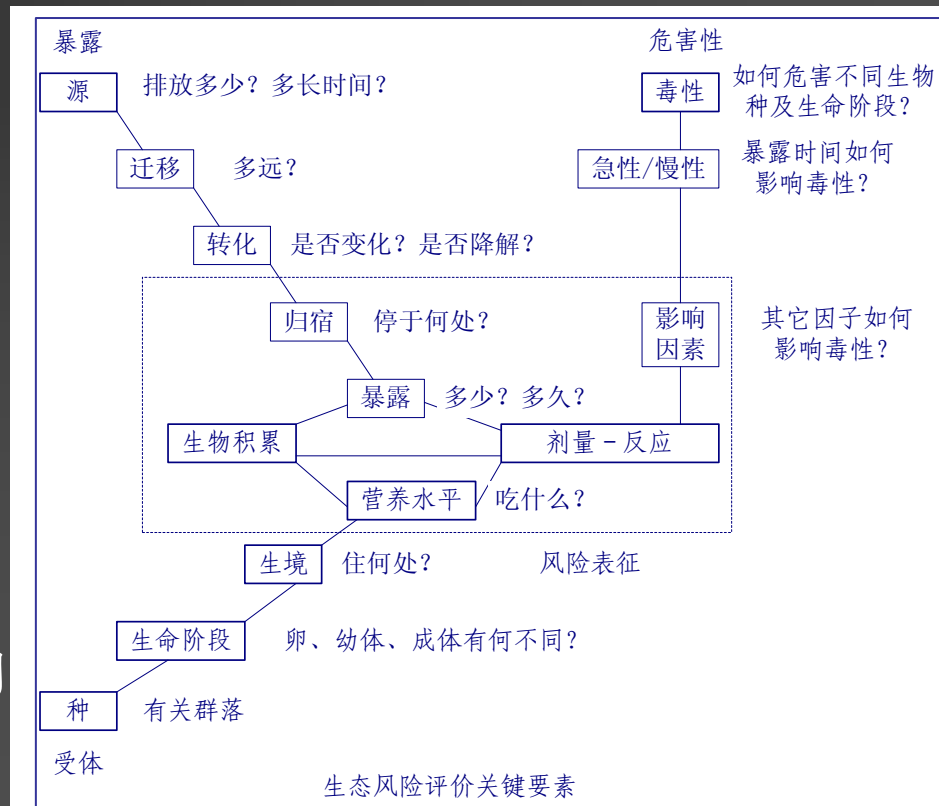 暴露
危害性
源
排放多少？多长时间？
毒性
如何危害不同生物
种及生命阶段？
迁移
多远？
急性/慢性
暴露时间如何
影响毒性？
转化
是否变化？是否降解？
归宿
停于何处？
影响
因素
其它因子如何
影响毒性？
暴露
多少？多久？
生物积累
剂量－反应
营养水平
吃什么？
生境
住何处？
风险表征
生命阶段
卵、幼体、成体有何不同？
种
有关群落
受体
生态风险评价关键要素